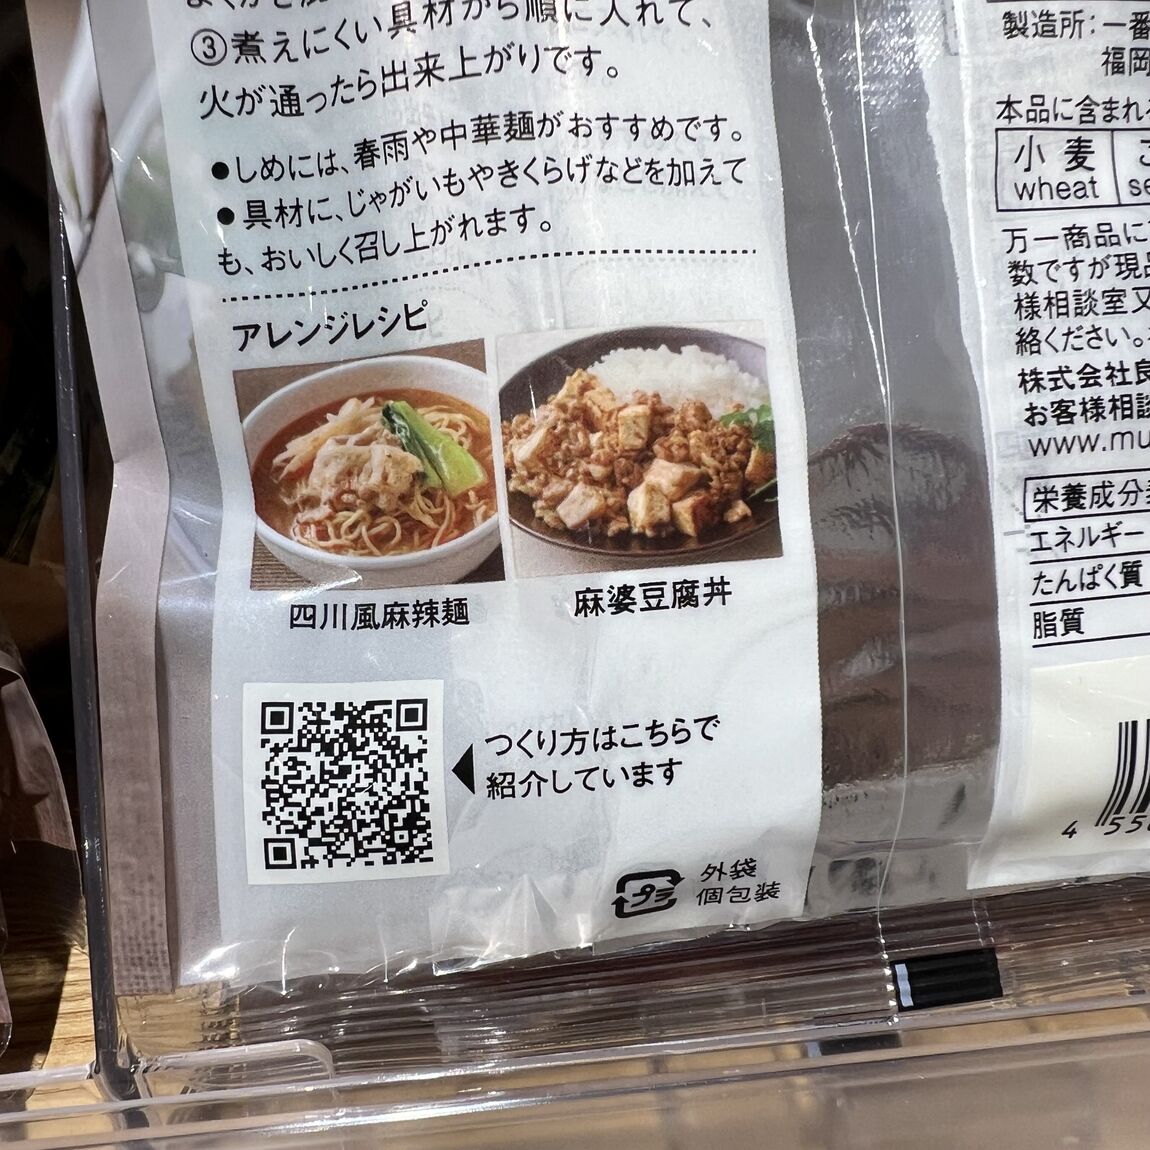 ③煮えにくい具材から順に入れて、
火が通ったら出来上がりです。
●しめには、春雨や中華麺がおすすめです。
●具材に、じゃがいもやきくらげなどを加えて
も、おいしく召し上がれます。
アレンジレシピ
四川風麻辣麺
麻婆豆腐丼
つくり方はこちらで
紹介しています
プラ
外袋
個包装
製造所:一番
福岡
本品に含まれ
小麦
wheat
se
万一商品に
数ですが現品
様相談室又
絡ください。
株式会社良
お客様相談
www.mu
栄養成分
エネルギー
たんぱく質
脂質
4 55